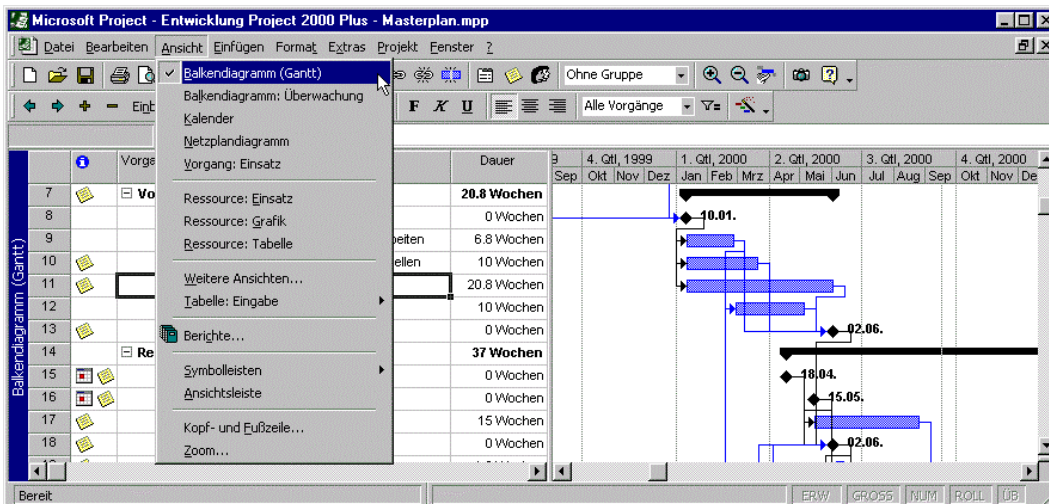 Microsoft Project - Entwicklung Project 2000 Plus - Masterplan.mpp
Datei Bearbeiten Ansicht Einfügen Format Extras Projekt Fenster ?
Ohne Gruppe
F K U Alle Vorgänge
Balkendiagramm (Gantt)
Balkendiagramm: Überwachung
Kalender
Netzplandiagramm
Vorgang: Einsatz
Ressource: Einsatz
Ressource: Grafik
Ressource: Tabelle
Weitere Ansichten...
Tabelle: Eingabe
Berichte...
Symbolleisten
Ansichtsleiste
Kopf- und Fußzeile...
Zoom...
Dauer 4. Qtl, 1999 1. Qtl, 2000 2. Qtl, 2000 3. Qtl, 2000 4. Qtl, 2000
Sep Okt Nov Dez Jan Feb Mrz Apr Mai Jun Jul Aug Sep Okt Nov De
7 Vo 20.8 Wochen
8 0 Wochen 10.01.
9 beiten 6.8 Wochen
10 ellen 10 Wochen
11 20.8 Wochen
12 10 Wochen
13 0 Wochen 02.06.
14 Re 37 Wochen
15 0 Wochen 18.04.
16 0 Wochen 15.05.
17 15 Wochen
18 0 Wochen 02.06.
Balkendiagramm (Gantt)
Bereit ERW GROSS NUM ROLL ÜB